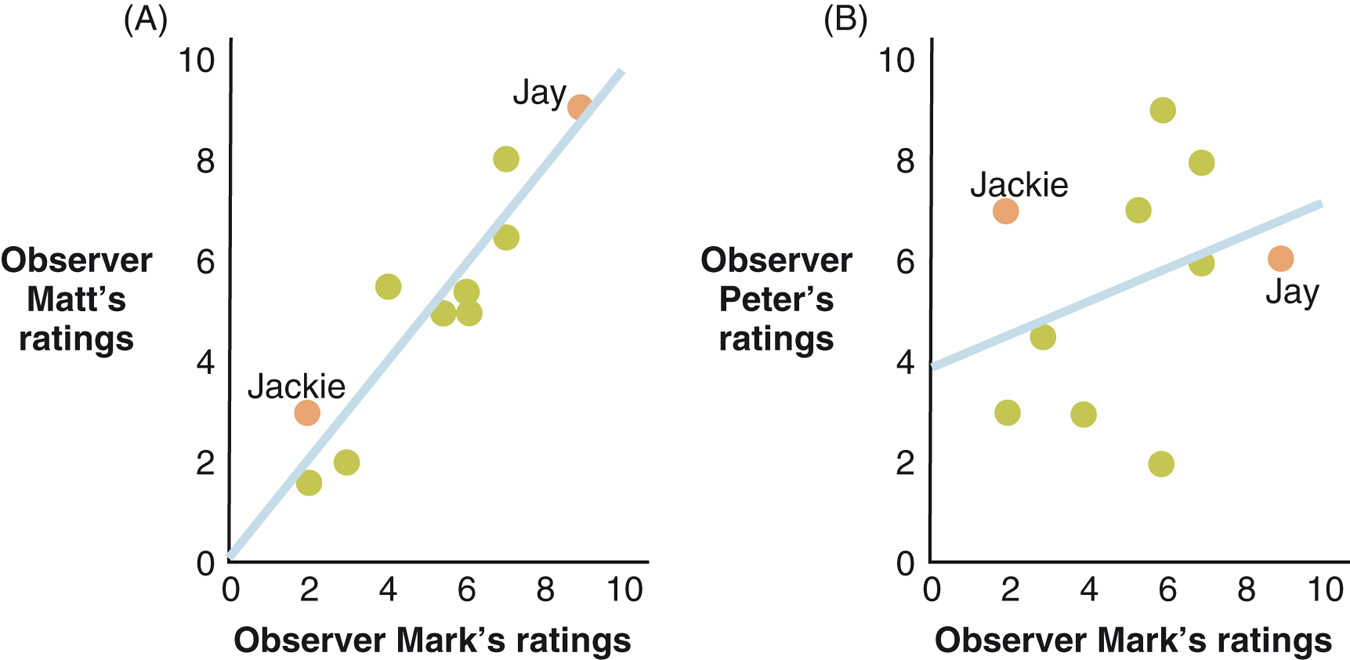 (A)
10
8
6
4
2
0
Observer
Matt’s
ratings
Jay
Jackie
0 2 4 6 8 10
Observer Mark’s ratings
(B)
10
8
6
4
2
0
Observer
Peter’s
ratings
Jackie
Jay
0 2 4 6 8 10
Observer Mark’s ratings